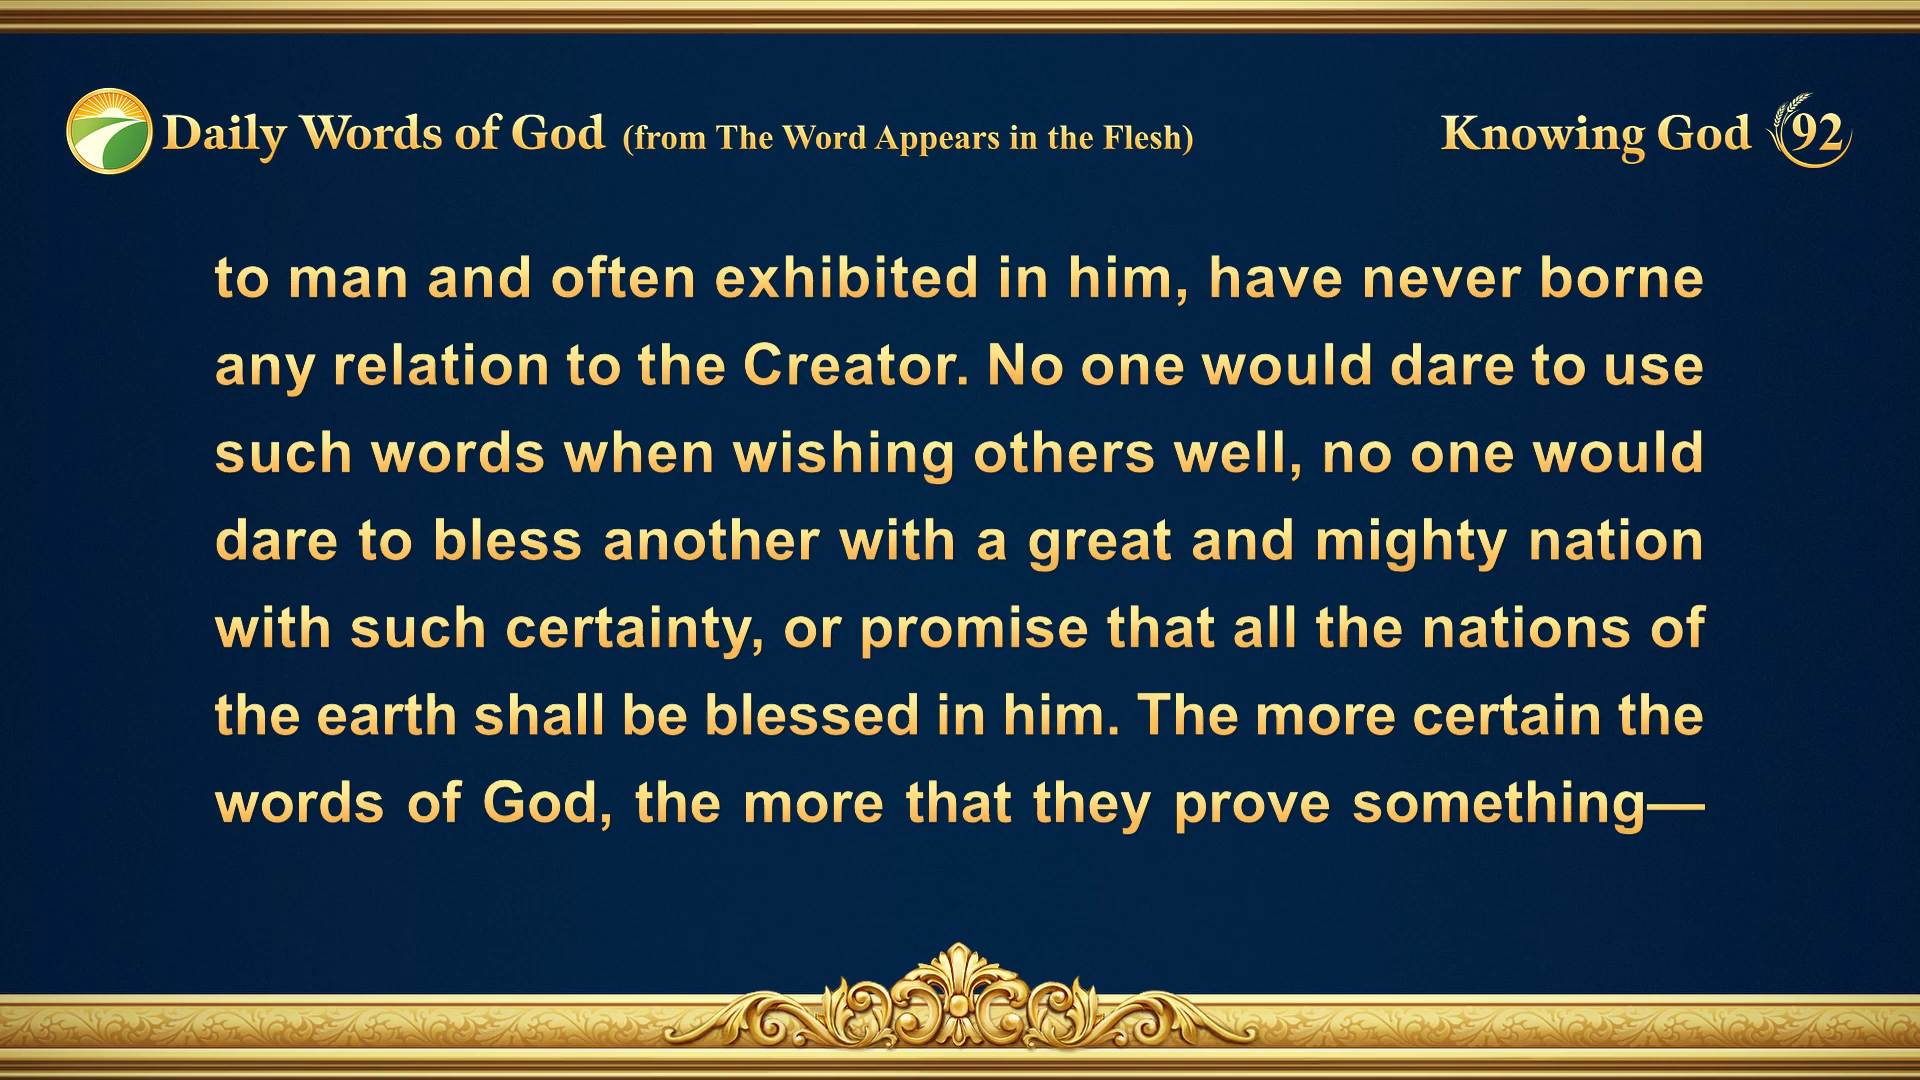 Daily Words of God (from The Word Appears in the Flesh)
Knowing God 92
to man and often exhibited in him, have never borne
any relation to the Creator. No one would dare to use
such words when wishing others well, no one would
dare to bless another with a great and mighty nation
with such certainty, or promise that all the nations of
the earth shall be blessed in him. The more certain the
words of God, the more that they prove something—